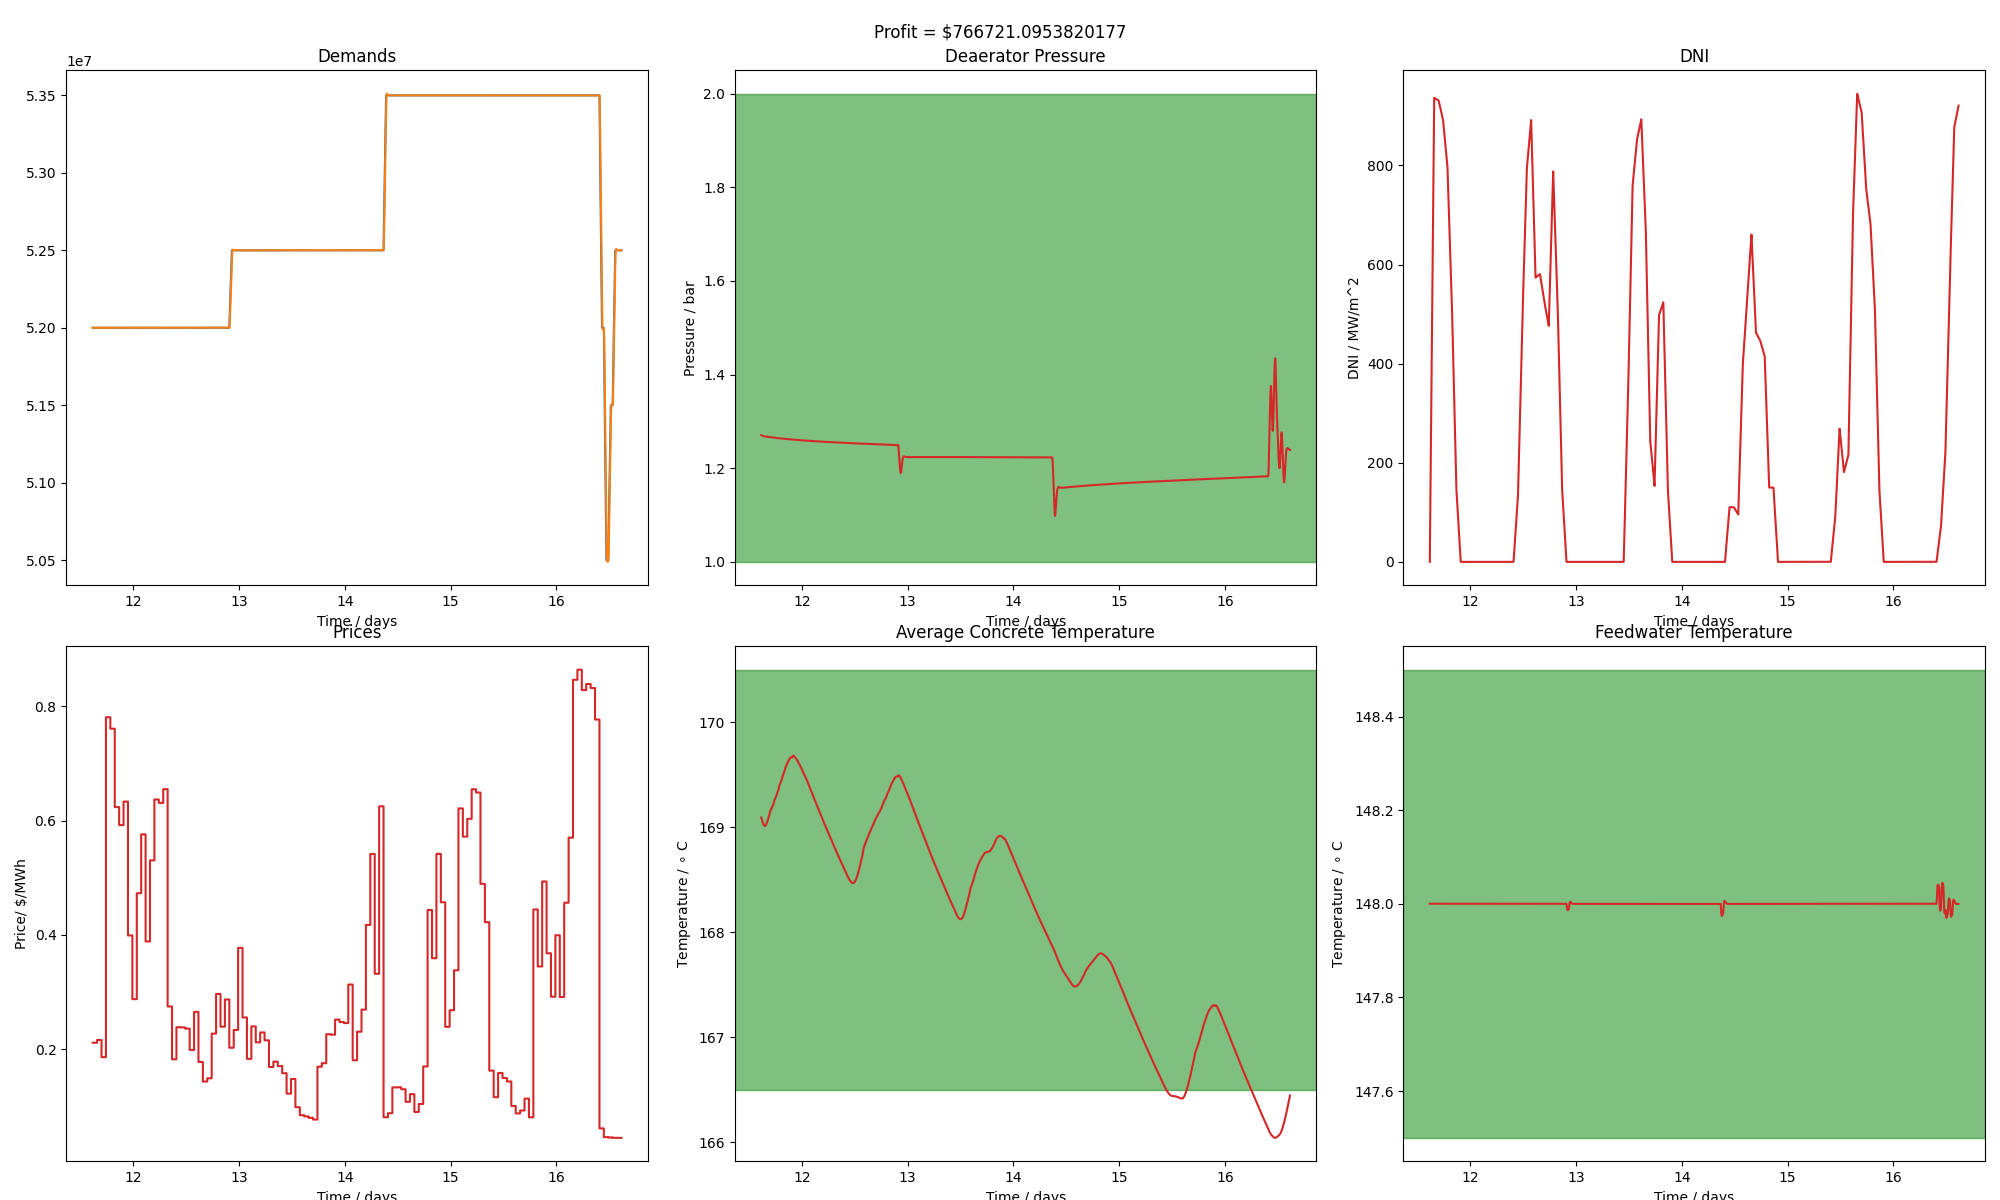 Profit = $766721.0953820177
Demands
1e7
5.35
5.30
5.25
5.20
5.15
5.10
5.05
12 13 14 15 16
Time / days
Deaerator Pressure
Pressure / bar
2.0
1.8
1.6
1.4
1.2
1.0
12 13 14 15 16
Time / days
DNI
DNI / MW/m^2
800
600
400
200
0
12 13 14 15 16
Time / days
Prices
Price/ $/MWh
0.8
0.6
0.4
0.2
12 13 14 15 16
Time / days
Average Concrete Temperature
Temperature / ∘ C
170
169
168
167
166
12 13 14 15 16
Time / days
Feedwater Temperature
Temperature / ∘ C
148.4
148.2
148.0
147.8
147.6
12 13 14 15 16
Time / days